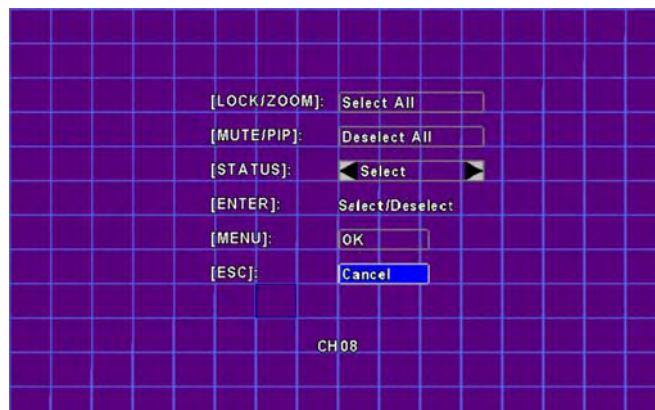 [LOCK/ZOOM]: Select All
[MUTE/PIP]: Deselect All
[STATUS]: Select
[ENTER]: Select/Deselect
[MENU]: OK
[ESC]: Cancel
CH08